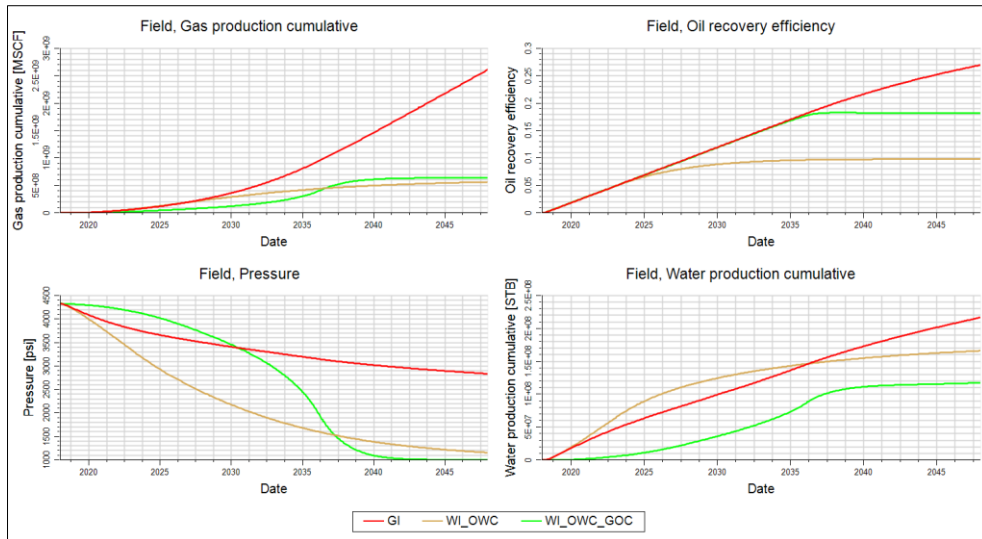 Field, Gas production cumulative
Gas production cumulative [MSCF]
3E+09
2.5E+09
2E+09
1.5E+09
1E+09
5E+08
0
2020 2025 2030 2035 2040 2045
Date
Field, Oil recovery efficiency
Oil recovery efficiency
0.3
0.25
0.2
0.15
0.1
0.05
0
2020 2025 2030 2035 2040 2045
Date
Field, Pressure
Pressure [psi]
4500
4000
3500
3000
2500
2000
1500
1000
2020 2025 2030 2035 2040 2045
Date
Field, Water production cumulative
Water production cumulative [STB]
2.5E+08
2E+08
1.5E+08
1E+08
5E+07
0
2020 2025 2030 2035 2040 2045
Date
GI WI_OWC WI_OWC_GOC